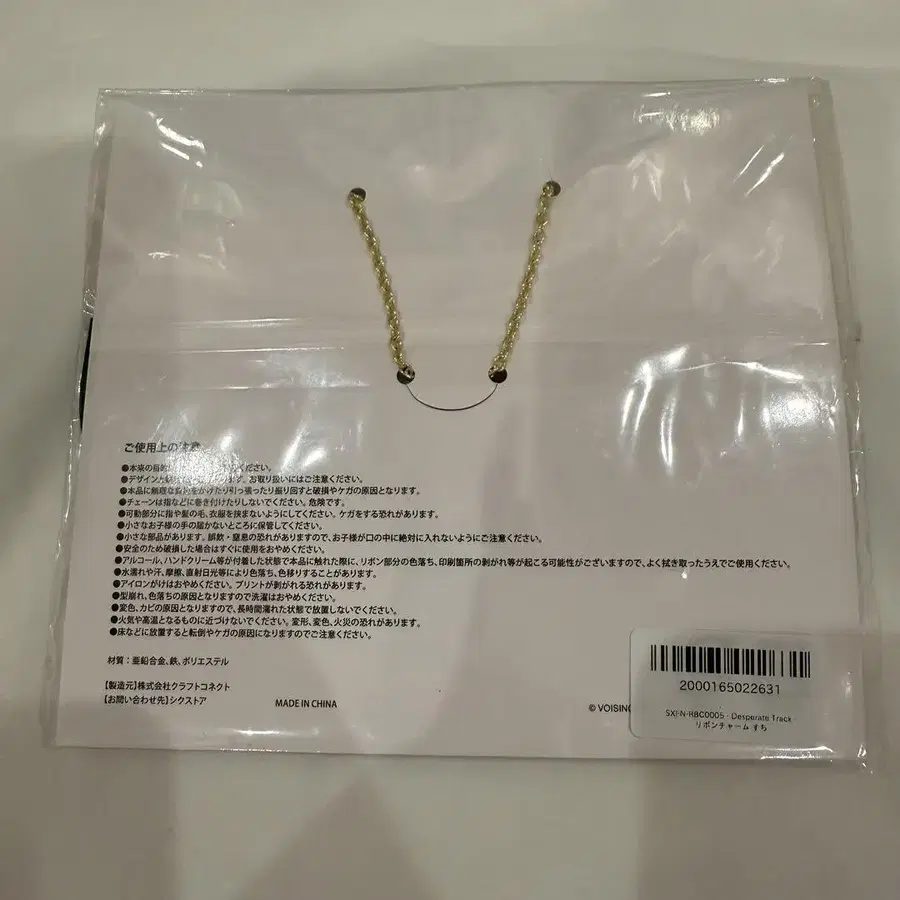 ご使用上の注意
●本来の目的 ください。
●デザイン上 ます。お取り扱いにはご注意ください。
●本品に無理な負荷をかけたり引っ張ったり振り回すと破損やケガの原因となります。
●チェーンは指などに巻き付けたりしないでください。危険です。
●可動部分に指や髪の毛、衣服を挟まないようにしてください。ケガをする恐れがあります。
●小さなお子様の手の届かないところに保管してください。
●小さな部品があります。誤飲・窒息の恐れがありますので、お子様が口の中に絶対に入れないようにご注意ください。
●安全のため破損した場合はすぐに使用をおやめください。
●アルコール、ハンドクリーム等が付着した状態で本品に触れた際に、リボン部分の色落ち、印刷箇所の剥がれ等が起こる可能性がございますので、よく拭き取ったうえでご使用ください。
●水濡れや汗、摩擦、直射日光等により色落ち、色移りすることがあります。
●アイロンがけはおやめください。プリントが剥がれる恐れがあります。
●型崩れ、色落ちの原因となりますので洗濯はおやめください。
●変色、カビの原因となりますので、長時間濡れた状態で放置しないでください。
●火気や高温となるものに近づけないでください。変形、変色、火災の恐れがあります。
●床などに放置すると転倒やケガの原因になりますのでご注意ください。
材質：亜鉛合金、鉄、ポリエステル
【製造元】株式会社クラフトコネクト
【お問い合わせ先】シクストア
MADE IN CHINA
© VOISING
2000165022631
SXFN-RBC0005 - Desperate Track -
リボンチャーム すち